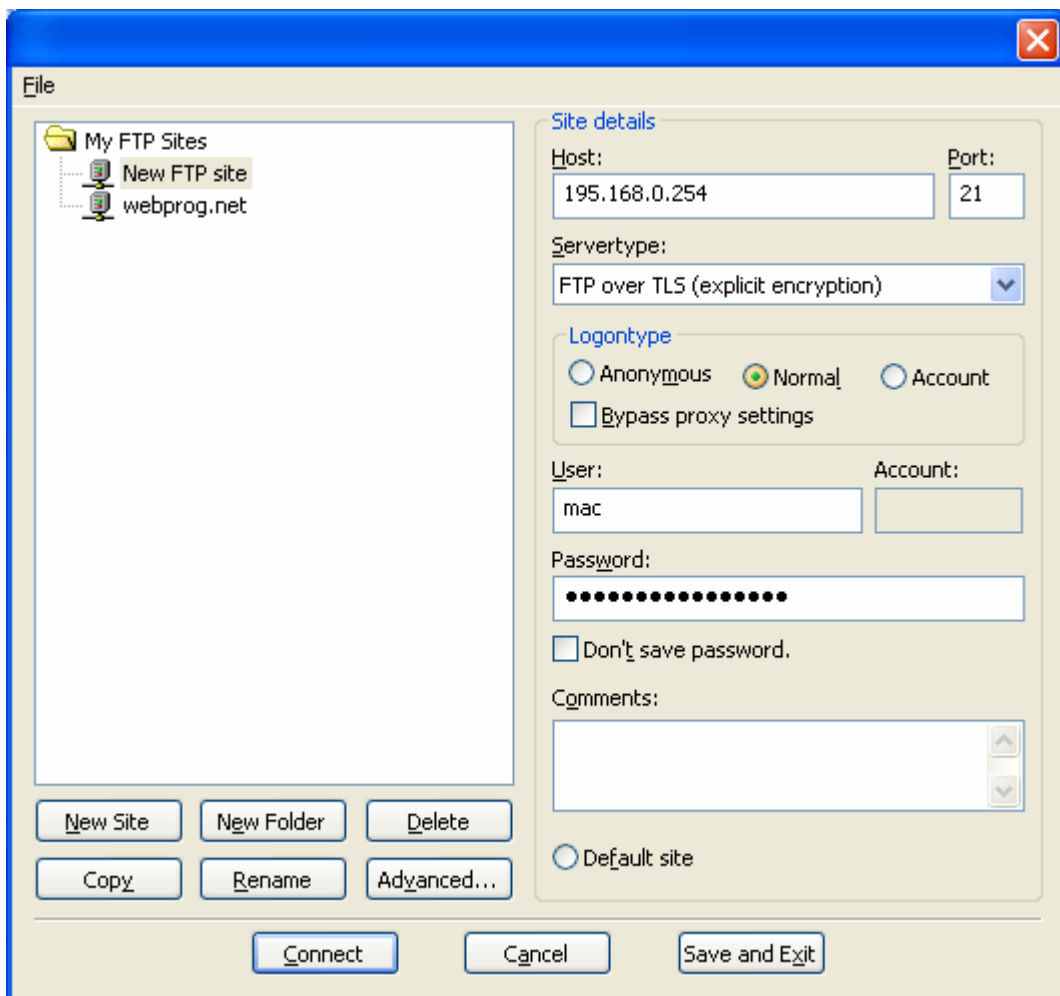 File
My FTP Sites
New FTP site
webprog.net
New Site
New Folder
Delete
Copy
Rename
Advanced...
Site details
Host:
Port:
195.168.0.254
21
Servertype:
FTP over TLS (explicit encryption)
Logontype
Anonymous
Normal
Account
Bypass proxy settings
User:
Account:
mac
Password:
••••••••••••••••
Don't save password.
Comments:
Default site
Connect
Cancel
Save and Exit